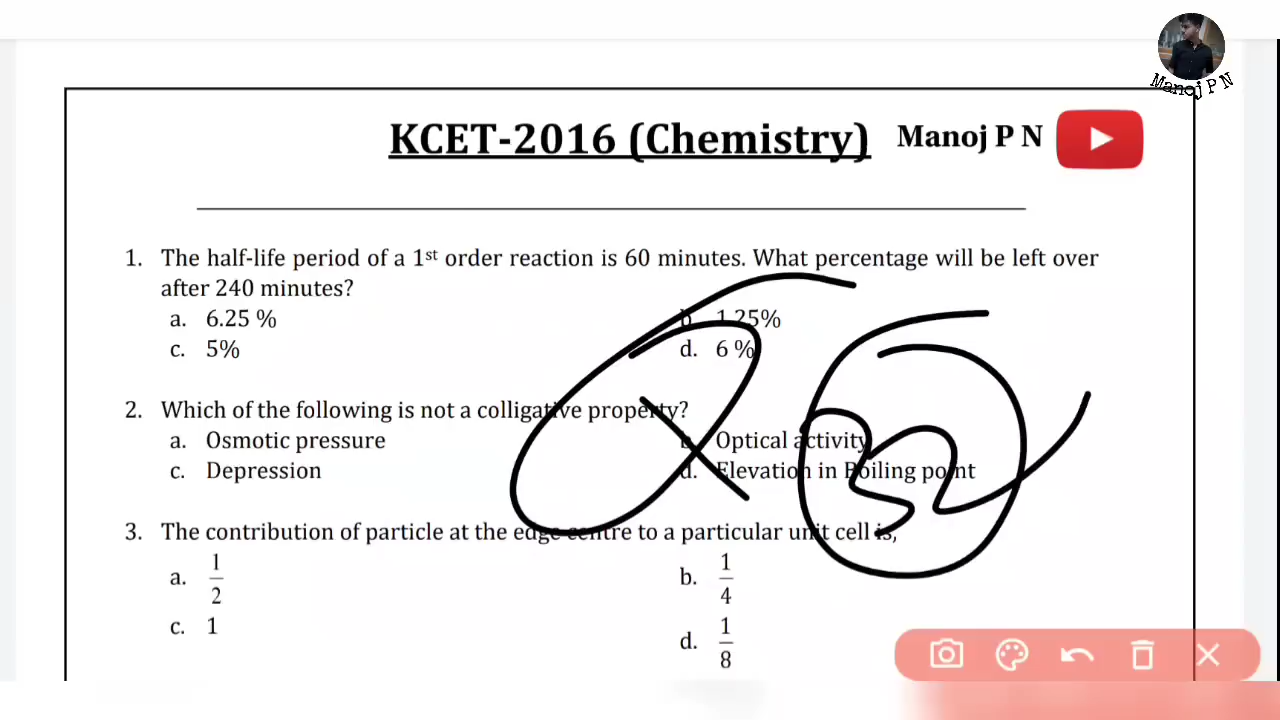 Manoj P N
KCET-2016 (Chemistry) Manoj P N
1. The half-life period of a 1st order reaction is 60 minutes. What percentage will be left over
after 240 minutes?
a. 6.25 % b. 1.25%
c. 5% d. 6 %
2. Which of the following is not a colligative property?
a. Osmotic pressure b. Optical activity
c. Depression d. Elevation in Boiling point
3. The contribution of particle at the edge centre to a particular unit cell is,
a. 1/2 b. 1/4
c. 1 d. 1/8